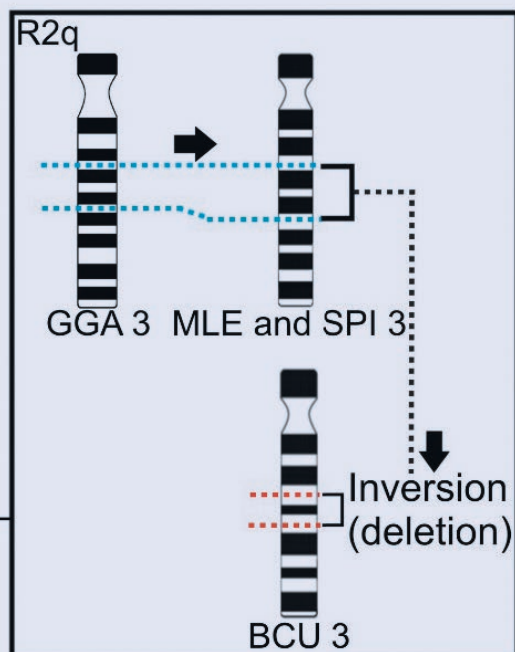 R2q
GGA 3
MLE and SPI 3
Inversion
(deletion)
BCU 3